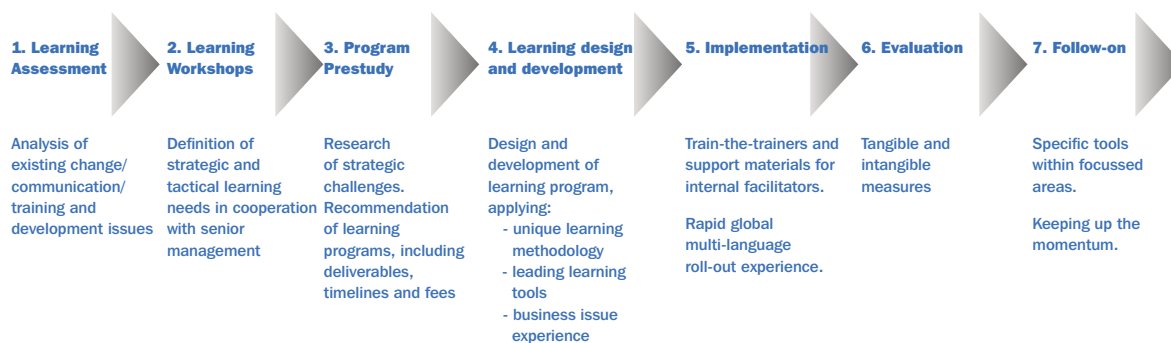 1. Learning
Assessment
2. Learning
Workshops
3. Program
Prestudy
4. Learning design
and development
5. Implementation
6. Evaluation
7. Follow-on
Analysis of
existing change/
communication/
training and
development issues
Definition of
strategic and
tactical learning
needs in cooperation
with senior
management
Research
of strategic
challenges.
Recommendation
of learning
programs, including
deliverables,
timelines and fees
Design and
development of
learning program,
applying:
- unique learning
methodology
- leading learning
tools
- business issue
experience
Train-the-trainers and
support materials for
internal facilitators.
Rapid global
multi-language
roll-out experience.
Tangible and
intangible
measures
Specific tools
within focussed
areas.
Keeping up the
momentum.